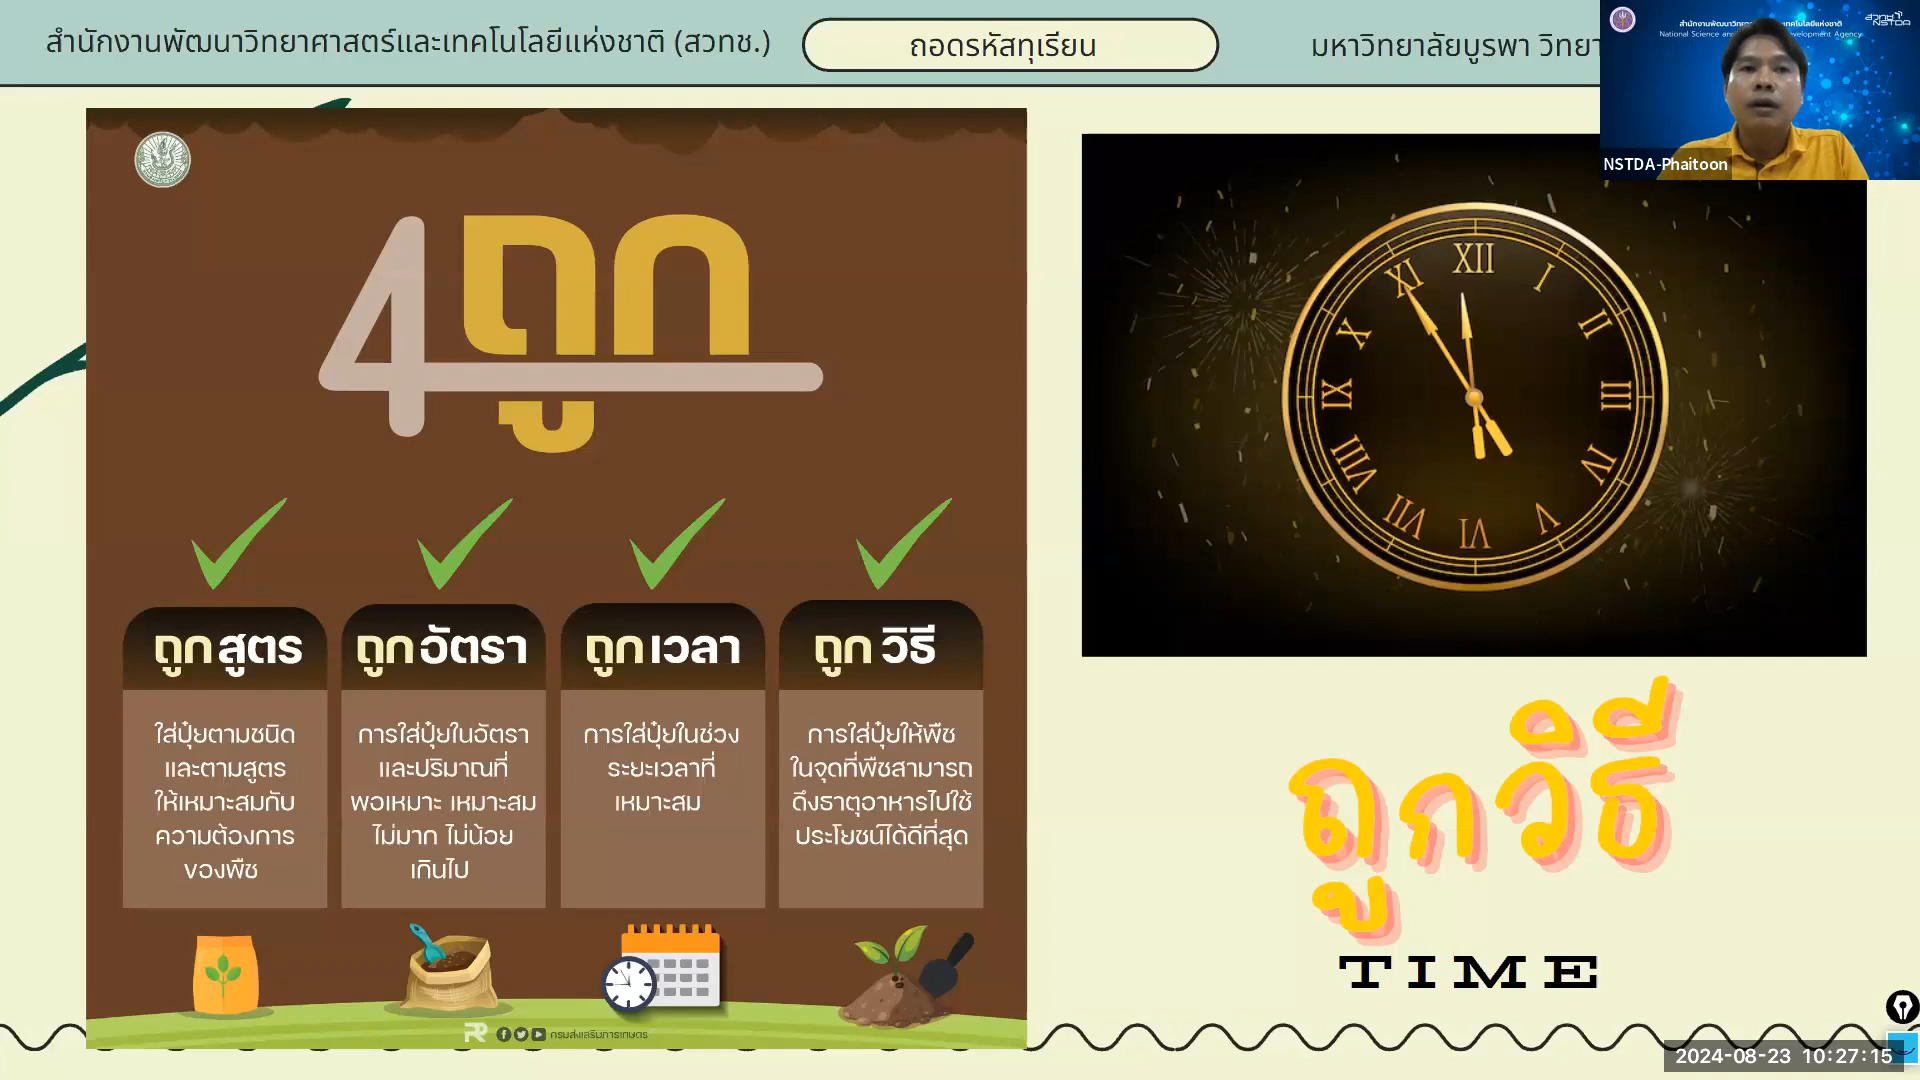 สำนักงานพัฒนาวิทยาศาสตร์และเทคโนโลยีแห่งชาติ (สวทช.)
ถอดรหัสทุเรียน
มหาวิทยาลัยบูรพา วิทยา
NSTDA-Phaitoon
4 ถูก
ถูกสูตร
ใส่ปุ๋ยตามชนิด
และตามสูตร
ให้เหมาะสมกับ
ความต้องการ
ของพืช
ถูกอัตรา
การใส่ปุ๋ยในอัตรา
และปริมาณที่
พอเหมาะ เหมาะสม
ไม่มาก ไม่น้อย
เกินไป
ถูกเวลา
การใส่ปุ๋ยในช่วง
ระยะเวลาที่
เหมาะสม
ถูกวิธี
การใส่ปุ๋ยให้พืช
ในจุดที่พืชสามารถ
ดึงธาตุอาหารไปใช้
ประโยชน์ได้ดีที่สุด
กรมส่งเสริมการเกษตร
XII
I
II
III
IV
V
VI
VII
VIII
IX
X
XI
ถูกวิธี
TIME
2024-08-23 10:27:15